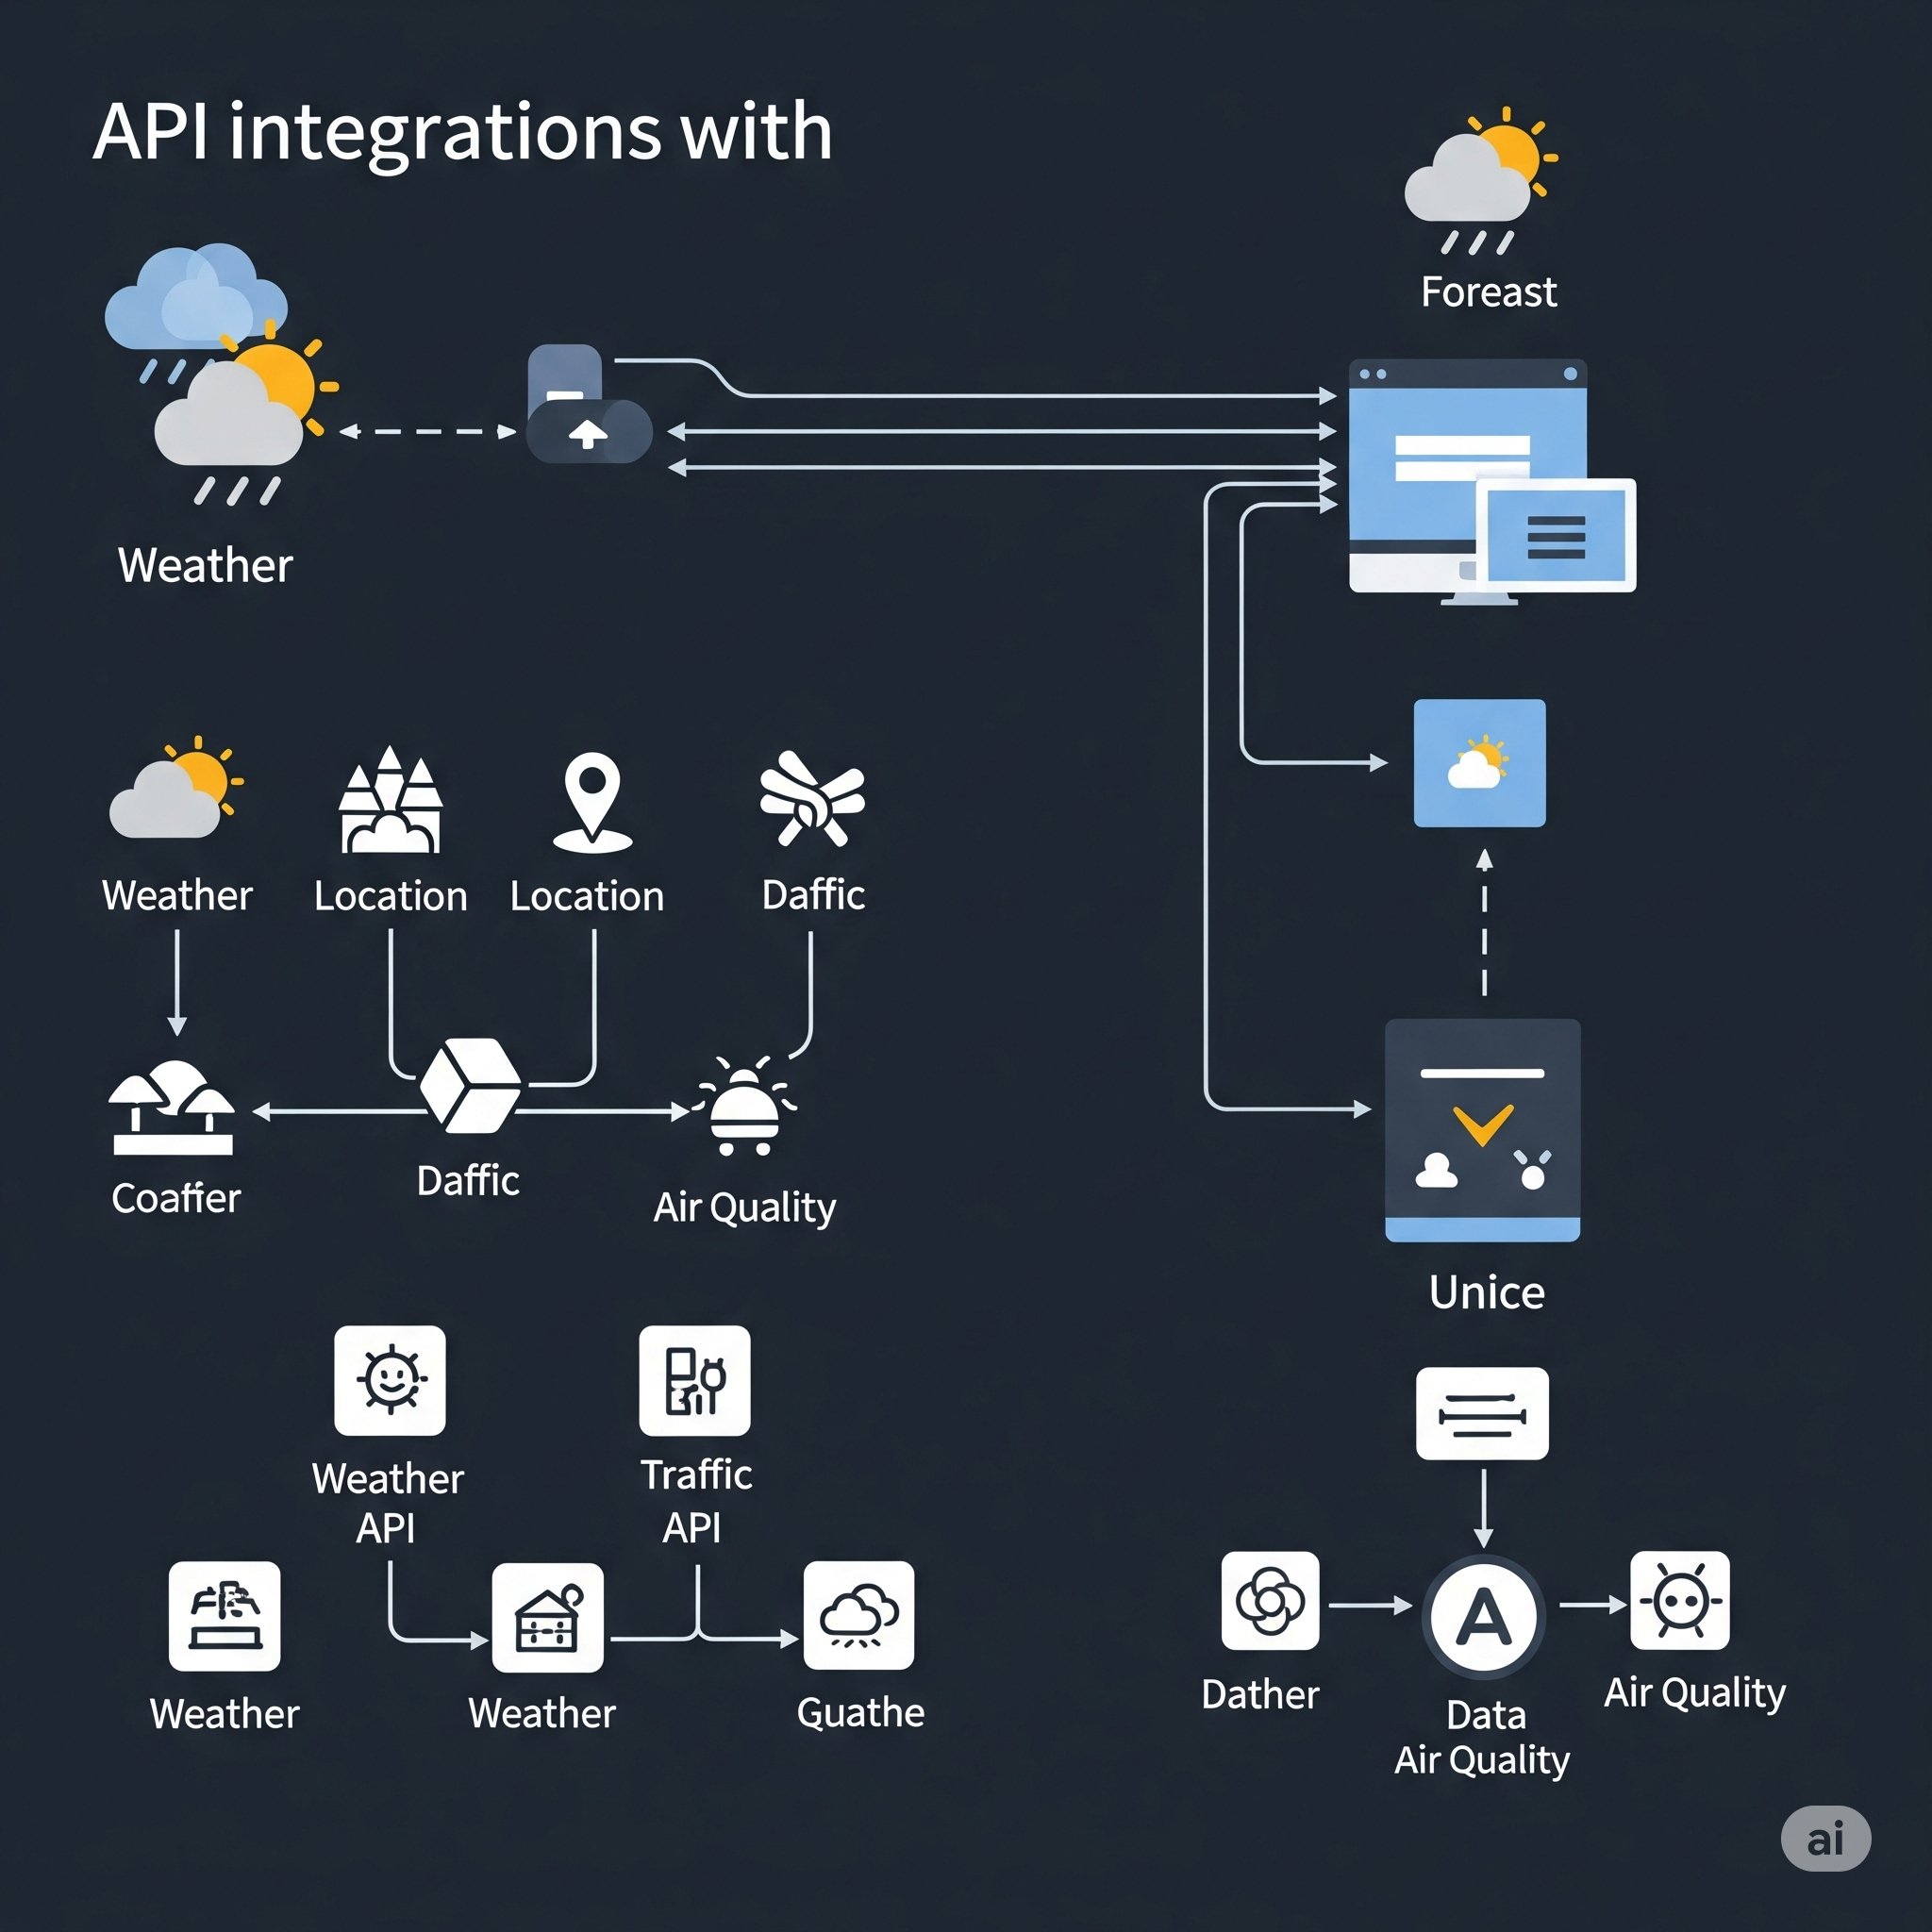 API integrations with
Foreast
Weather
Weather
Location
Location
Daffic
Coaffer
Daffic
Air Quality
Unice
Weather
API
Traffic
API
Weather
Weather
Guathe
Dather
A
Data
Air Quality
Air Quality
ai